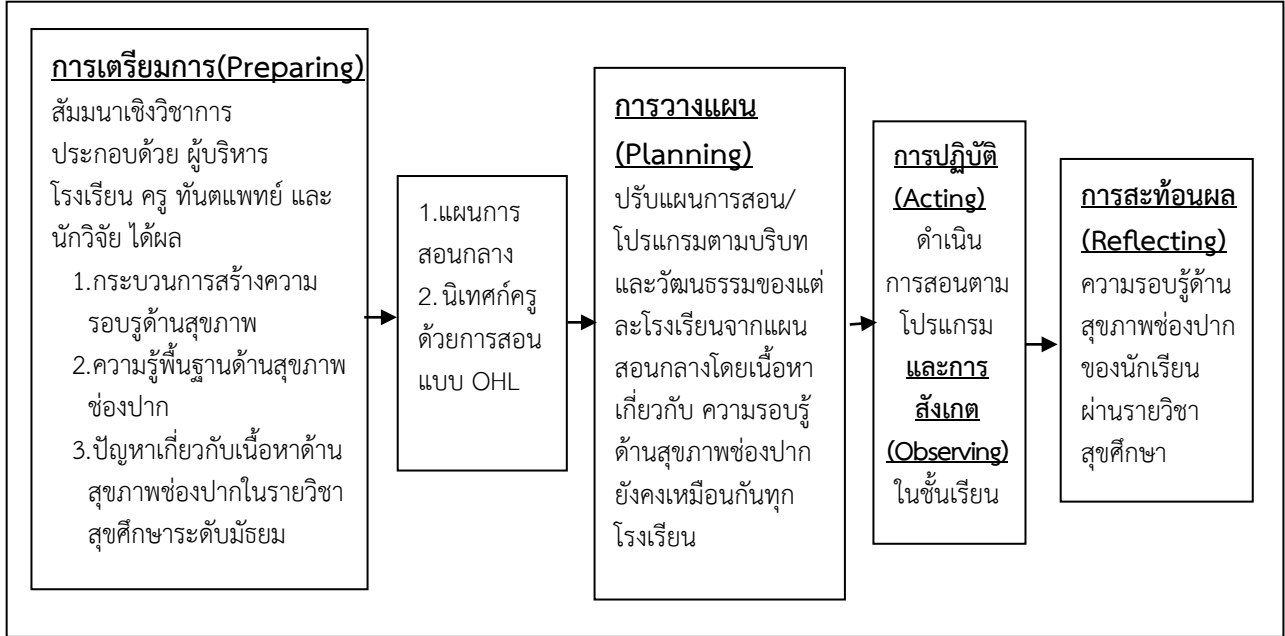 การเตรียมการ(Preparing)
สัมมนาเชิงวิชาการ
ประกอบด้วย ผู้บริหาร
โรงเรียน ครู ทันตแพทย์ และ
นักวิจัย ได้ผล
1.กระบวนการสร้างความ
รอบรูด้านสุขภาพ
2.ความรู้พื้นฐานด้านสุขภาพ
ช่องปาก
3.ปัญหาเกี่ยวกับเนื้อหาด้าน
สุขภาพช่องปากในรายวิชา
สุขศึกษาระดับมัธยม
1.แผนการ
สอนกลาง
2. นิเทศก์ครู
ด้วยการสอน
แบบ OHL
การวางแผน
(Planning)
ปรับแผนการสอน/
โปรแกรมตามบริบท
และวัฒนธรรมของแต่
ละโรงเรียนจากแผน
สอนกลางโดยเนื้อหา
เกี่ยวกับ ความรอบรู้
ด้านสุขภาพช่องปาก
ยังคงเหมือนกันทุก
โรงเรียน
การปฏิบัติ
(Acting)
ดำเนิน
การสอนตาม
โปรแกรม
และการ
สังเกต
(Observing)
ในชั้นเรียน
การสะท้อนผล
(Reflecting)
ความรอบรู้ด้าน
สุขภาพช่องปาก
ของนักเรียน
ผ่านรายวิชา
สุขศึกษา